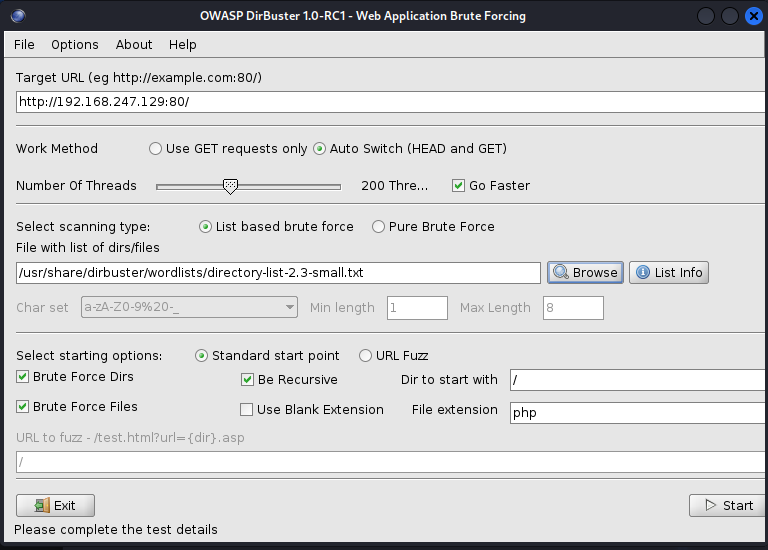 OWASP DirBuster 1.0-RC1 - Web Application Brute Forcing
File Options About Help
Target URL (eg http://example.com:80/)
http://192.168.247.129:80/
Work Method Use GET requests only Auto Switch (HEAD and GET)
Number Of Threads 200 Thre... Go Faster
Select scanning type: List based brute force Pure Brute Force
File with list of dirs/files
/usr/share/dirbuster/wordlists/directory-list-2.3-small.txt Browse List Info
Char set a-zA-Z0-9%20-_ Min length 1 Max Length 8
Select starting options: Standard start point URL Fuzz
Brute Force Dirs Be Recursive Dir to start with /
Brute Force Files Use Blank Extension File extension php
URL to fuzz - /test.html?url={dir}.asp
/
Exit Start
Please complete the test details